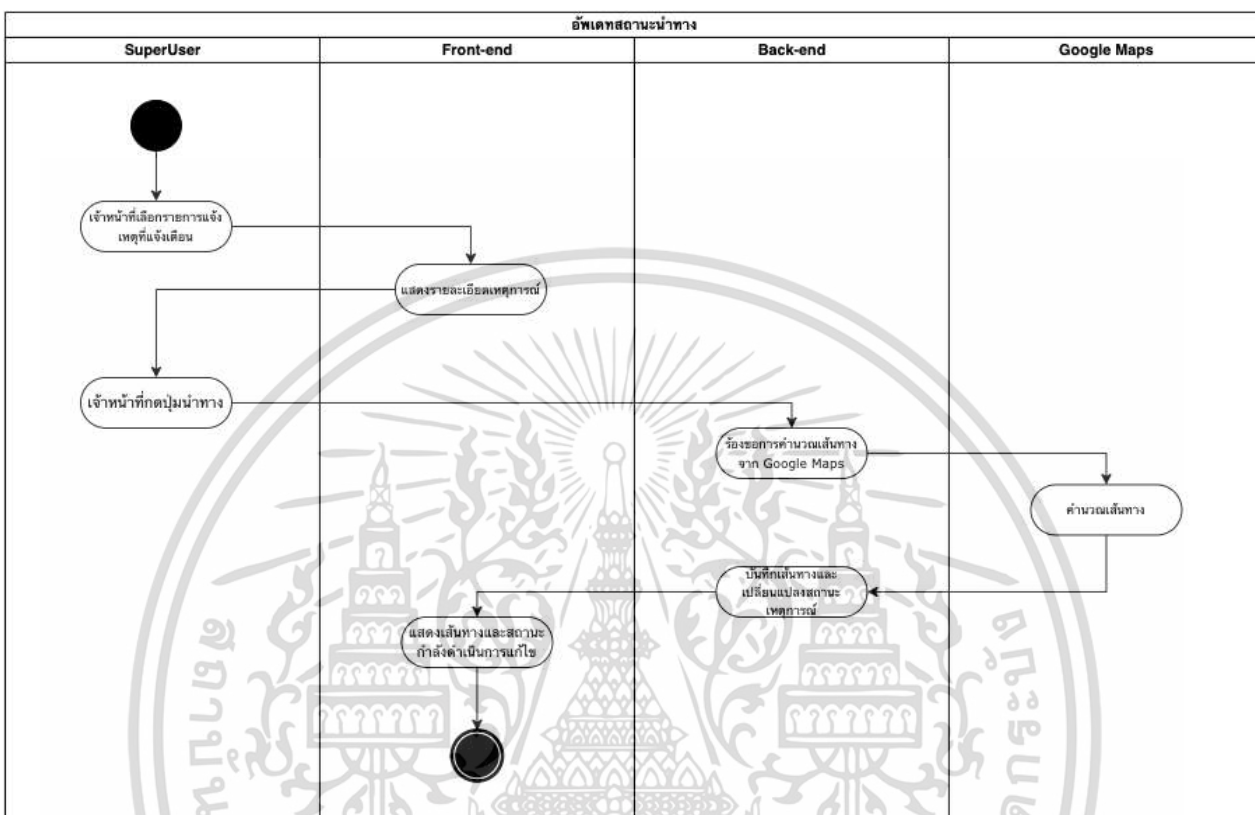 อัพเดทสถานะนำทาง
SuperUser
Front-end
Back-end
Google Maps
เจ้าหน้าที่เลือกรายการแจ้ง
เหตุที่แจ้งเตือน
แสดงรายละเอียดเหตุการณ์
เจ้าหน้าที่กดปุ่มนำทาง
ร้องขอการคำนวณเส้นทาง
จาก Google Maps
คำนวณเส้นทาง
บันทึกเส้นทางและ
เปลี่ยนแปลงสถานะ
เหตุการณ์
แสดงเส้นทางและสถานะ
กำลังดำเนินการแก้ไข